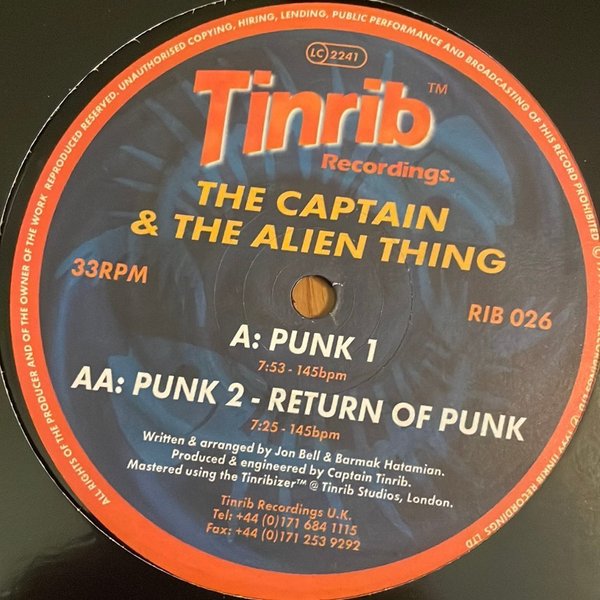 ALL RIGHTS OF THE PRODUCER AND OF THE OWNER OF THE WORK REPRODUCED RESERVED. UNAUTHORISED COPYING, HIRING, LENDING, PUBLIC PERFORMANCE AND BROADCASTING OF THIS RECORD PROHIBITED
1999 TINRIB RECORDINGS LTD
LC 2241
Tinrib™
Recordings.
THE CAPTAIN
& THE ALIEN THING
33RPM
RIB 026
A: PUNK 1
7:53 - 145bpm
AA: PUNK 2 - RETURN OF PUNK
7:25 - 145bpm
Written & arranged by Jon Bell & Barmak Hatamian.
Produced & engineered by Captain Tinrib.
Mastered using the Tinribizer™ @ Tinrib Studios, London.
Tinrib Recordings U.K.
Tel: +44 (0)171 684 1115
Fax: +44 (0)171 253 9292